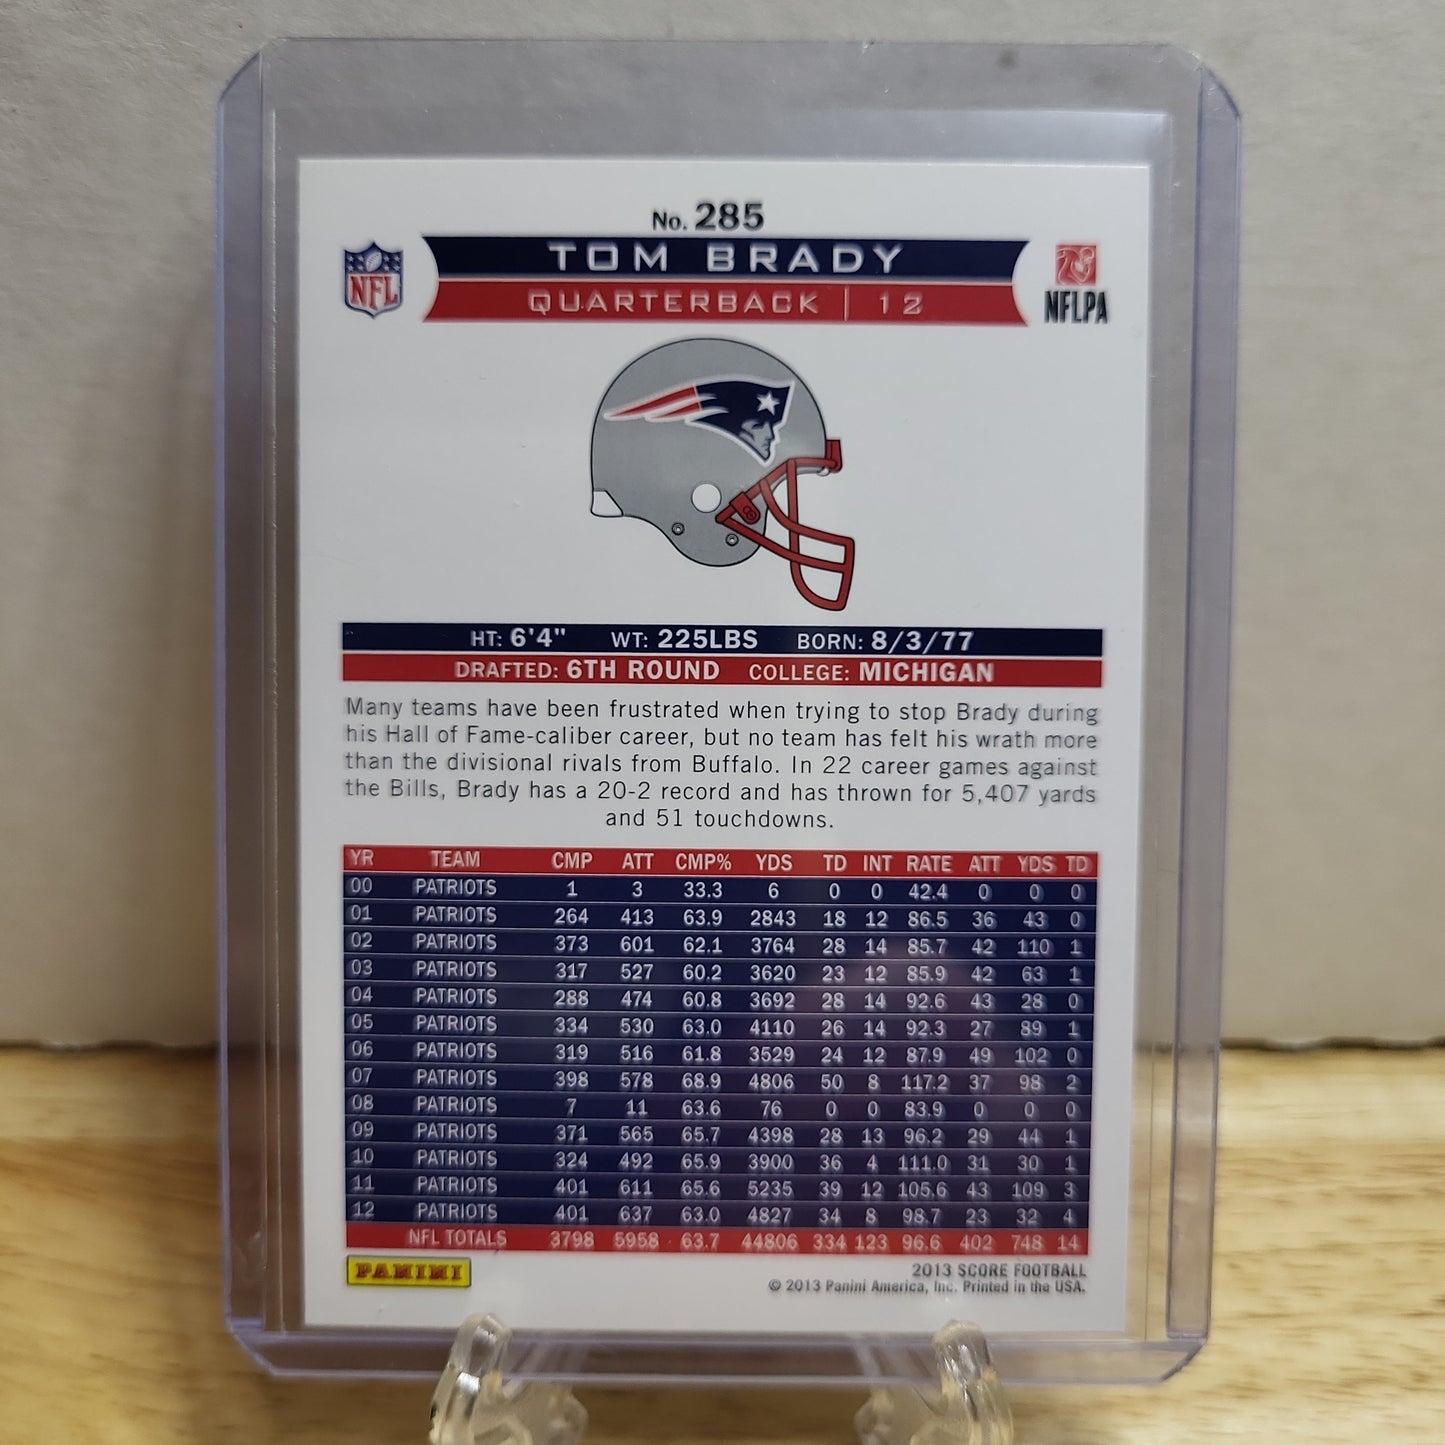 No. 285
TOM BRADY
QUARTERBACK | 12
NFL
NFLPA
HT: 6'4" WT: 225LBS BORN: 8/3/77
DRAFTED: 6TH ROUND COLLEGE: MICHIGAN
Many teams have been frustrated when trying to stop Brady during
his Hall of Fame-caliber career, but no team has felt his wrath more
than the divisional rivals from Buffalo. In 22 career games against
the Bills, Brady has a 20-2 record and has thrown for 5,407 yards
and 51 touchdowns.
YR TEAM CMP ATT CMP% YDS TD INT RATE ATT YDS TD
00 PATRIOTS 1 3 33.3 6 0 0 42.4 0 0 0
01 PATRIOTS 264 413 63.9 2843 18 12 86.5 36 43 0
02 PATRIOTS 373 601 62.1 3764 28 14 85.7 42 110 1
03 PATRIOTS 317 527 60.2 3620 23 12 85.9 42 63 1
04 PATRIOTS 288 474 60.8 3692 28 14 92.6 43 28 0
05 PATRIOTS 334 530 63.0 4110 26 14 92.3 27 89 1
06 PATRIOTS 319 516 61.8 3529 24 12 87.9 49 102 0
07 PATRIOTS 398 578 68.9 4806 50 8 117.2 37 98 2
08 PATRIOTS 7 11 63.6 76 0 0 83.9 0 0 0
09 PATRIOTS 371 565 65.7 4398 28 13 96.2 29 44 1
10 PATRIOTS 324 492 65.9 3900 36 4 111.0 31 30 1
11 PATRIOTS 401 611 65.6 5235 39 12 105.6 43 109 3
12 PATRIOTS 401 637 63.0 4827 34 8 98.7 23 32 4
NFL TOTALS 3798 5958 63.7 44806 334 123 96.6 402 748 14
PANINI
2013 SCORE FOOTBALL
© 2013 Panini America, Inc. Printed in the USA.